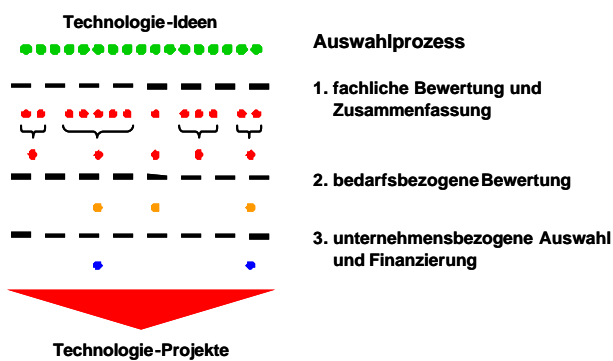 Technologie-Ideen
Auswahlprozess
1. fachliche Bewertung und
Zusammenfassung
2. bedarfsbezogene Bewertung
3. unternehmensbezogene Auswahl
und Finanzierung
Technologie-Projekte